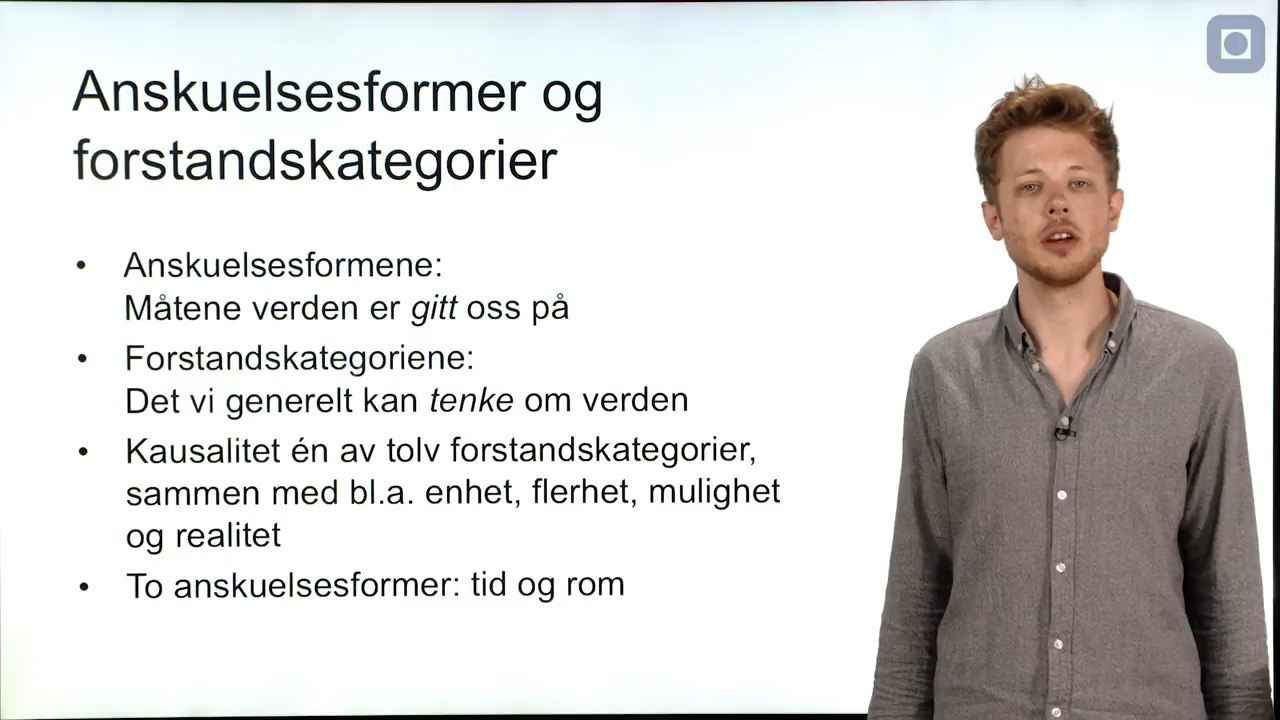 Anskuelsesformer og
forstandskategorier
• Anskuelsesformene:
Måtene verden er gitt oss på
• Forstandskategoriene:
Det vi generelt kan tenke om verden
• Kausalitet én av tolv forstandskategorier,
sammen med bl.a. enhet, flerhet, mulighet
og realitet
• To anskuelsesformer: tid og rom